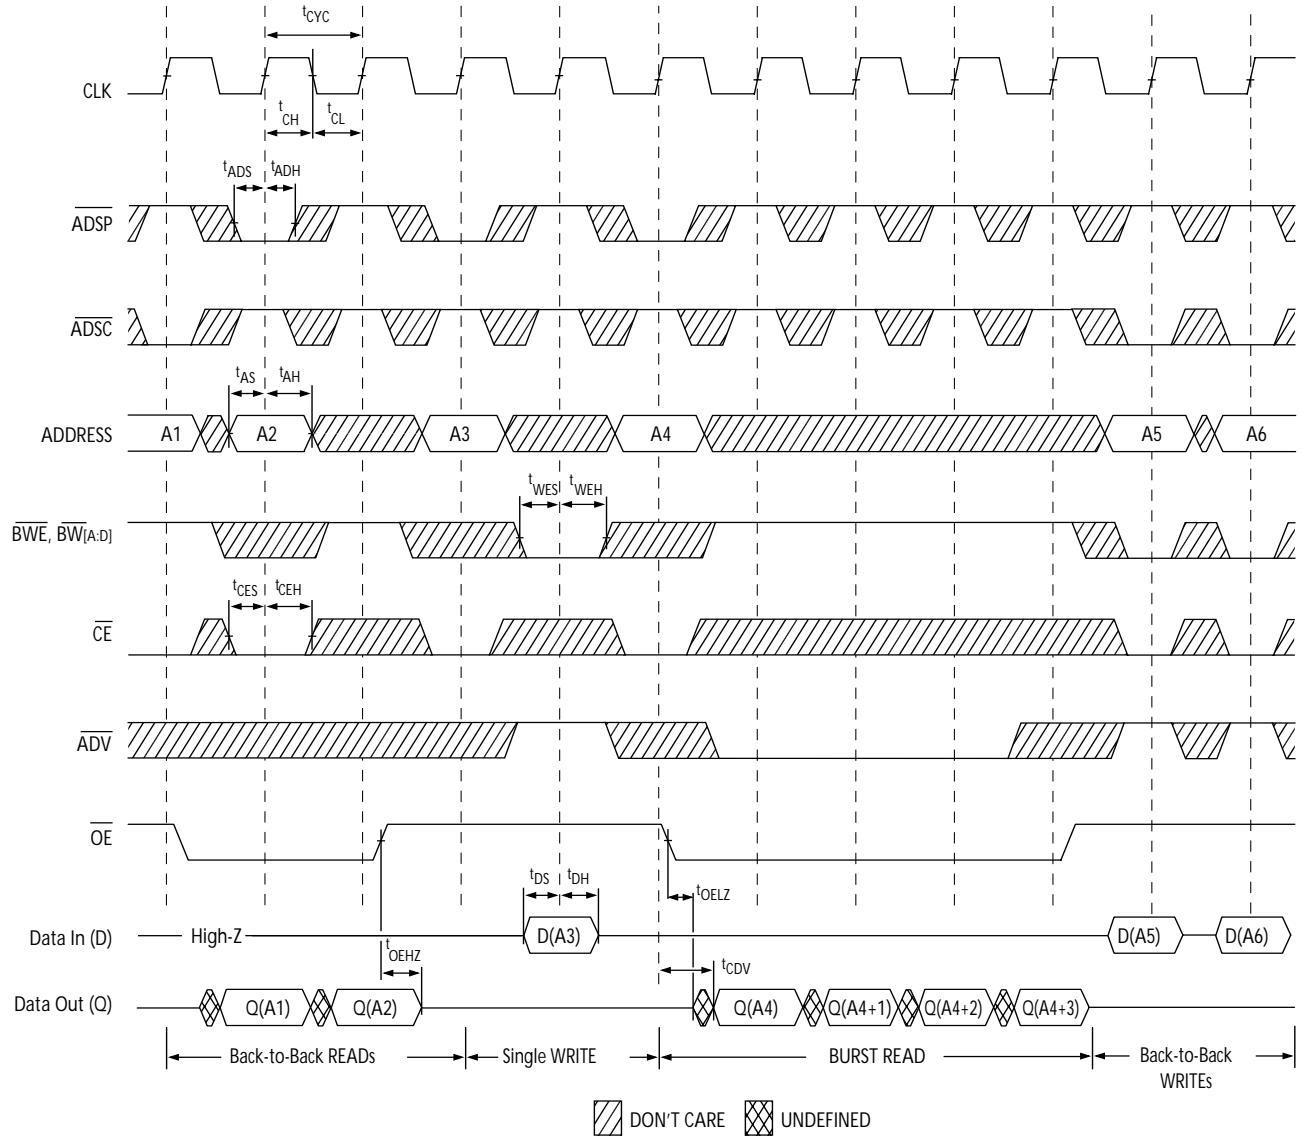 tCYC
CLK
tCH
tCL
tADS
tADH
ADSP
ADSC
tAS
tAH
ADDRESS
A1
A2
A3
A4
A5
A6
tWES
tWEH
BWE, BW[A:D]
tCES
tCEH
CE
ADV
OE
tDS
tDH
tOELZ
Data In (D)
High-Z
D(A3)
D(A5)
D(A6)
tOEHZ
tCDV
Data Out (Q)
Q(A1)
Q(A2)
Q(A4)
Q(A4+1)
Q(A4+2)
Q(A4+3)
Back-to-Back READs
Single WRITE
BURST READ
Back-to-Back
WRITEs
DON'T CARE
UNDEFINED